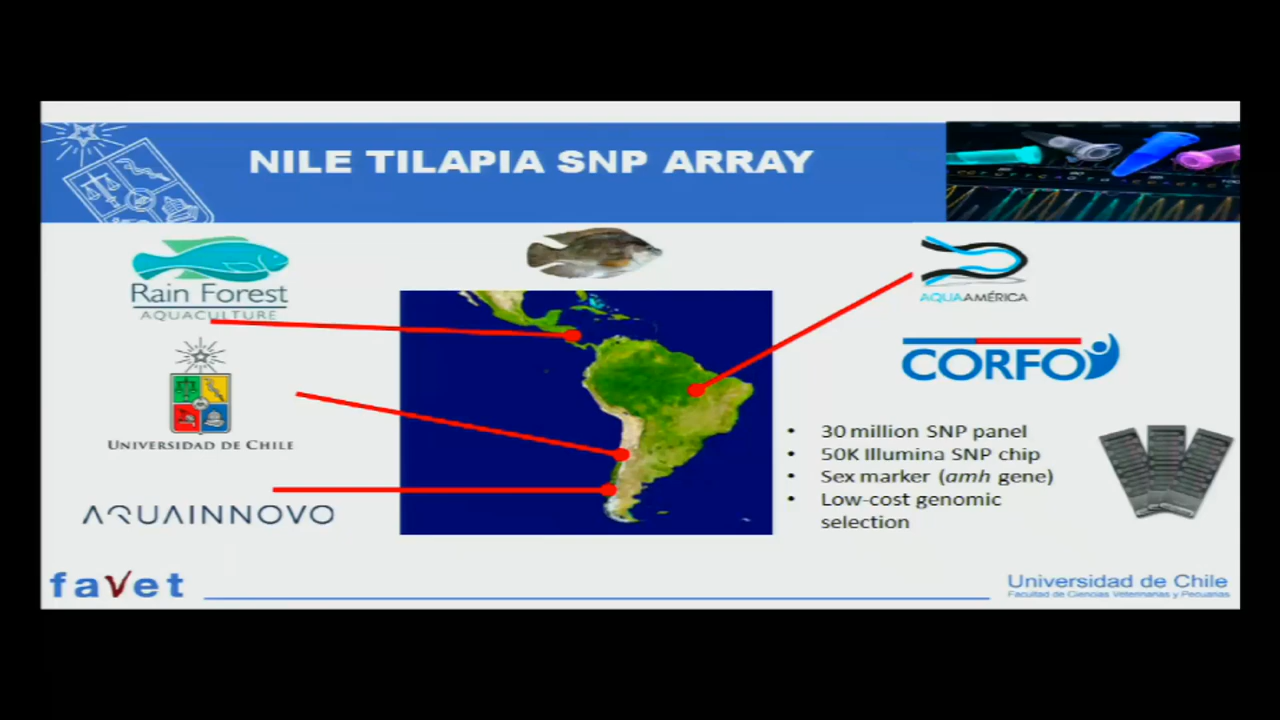 NILE TILAPIA SNP ARRAY
Rain Forest
AQUACULTURE
AQUAAMÉRICA
CORFO
UNIVERSIDAD DE CHILE
• 30 million SNP panel
• 50K Illumina SNP chip
• Sex marker (amh gene)
• Low-cost genomic
selection
AQUAINNOVO
favet
Universidad de Chile
Facultad de Ciencias Veterinarias y Pecuarias